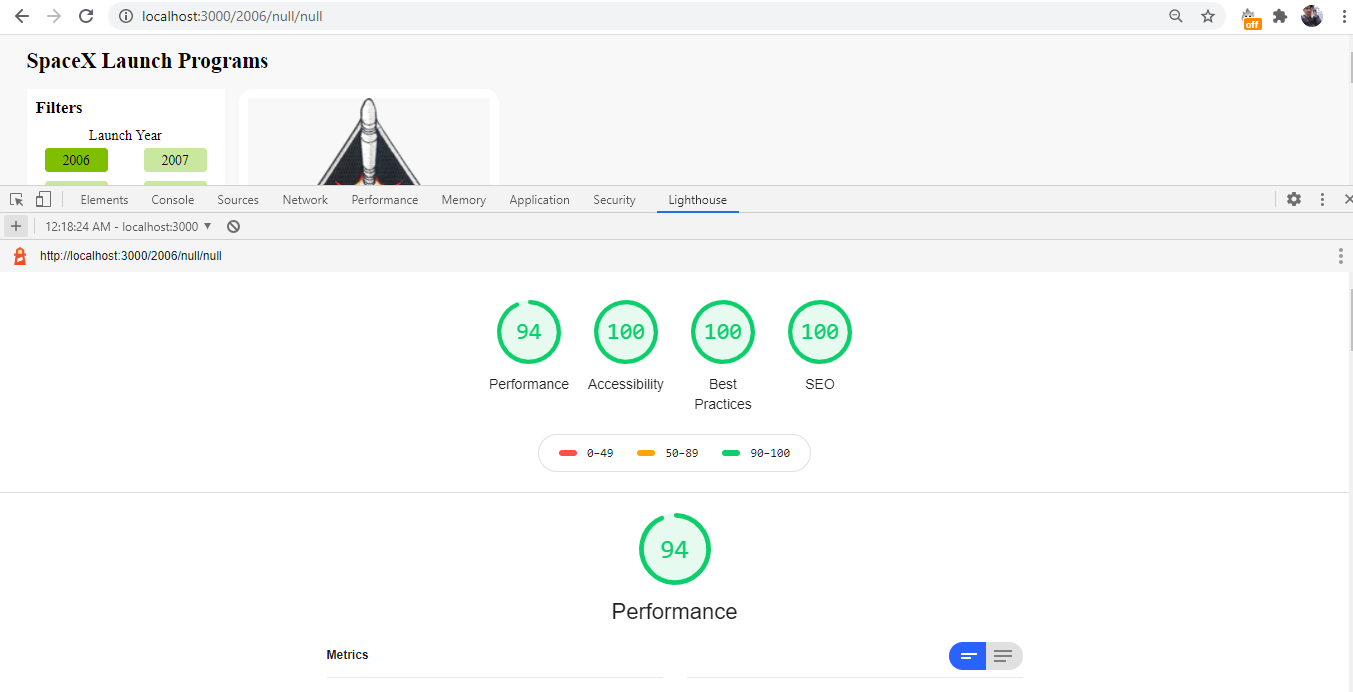 localhost:3000/2006/null/null
off
SpaceX Launch Programs
Filters
Launch Year
2006 2007
Elements Console Sources Network Performance Memory Application Security Lighthouse
12:18:24 AM - localhost:3000
http://localhost:3000/2006/null/null
94 100 100 100
Performance Accessibility Best Practices SEO
0–49 50–89 90–100
94
Performance
Metrics